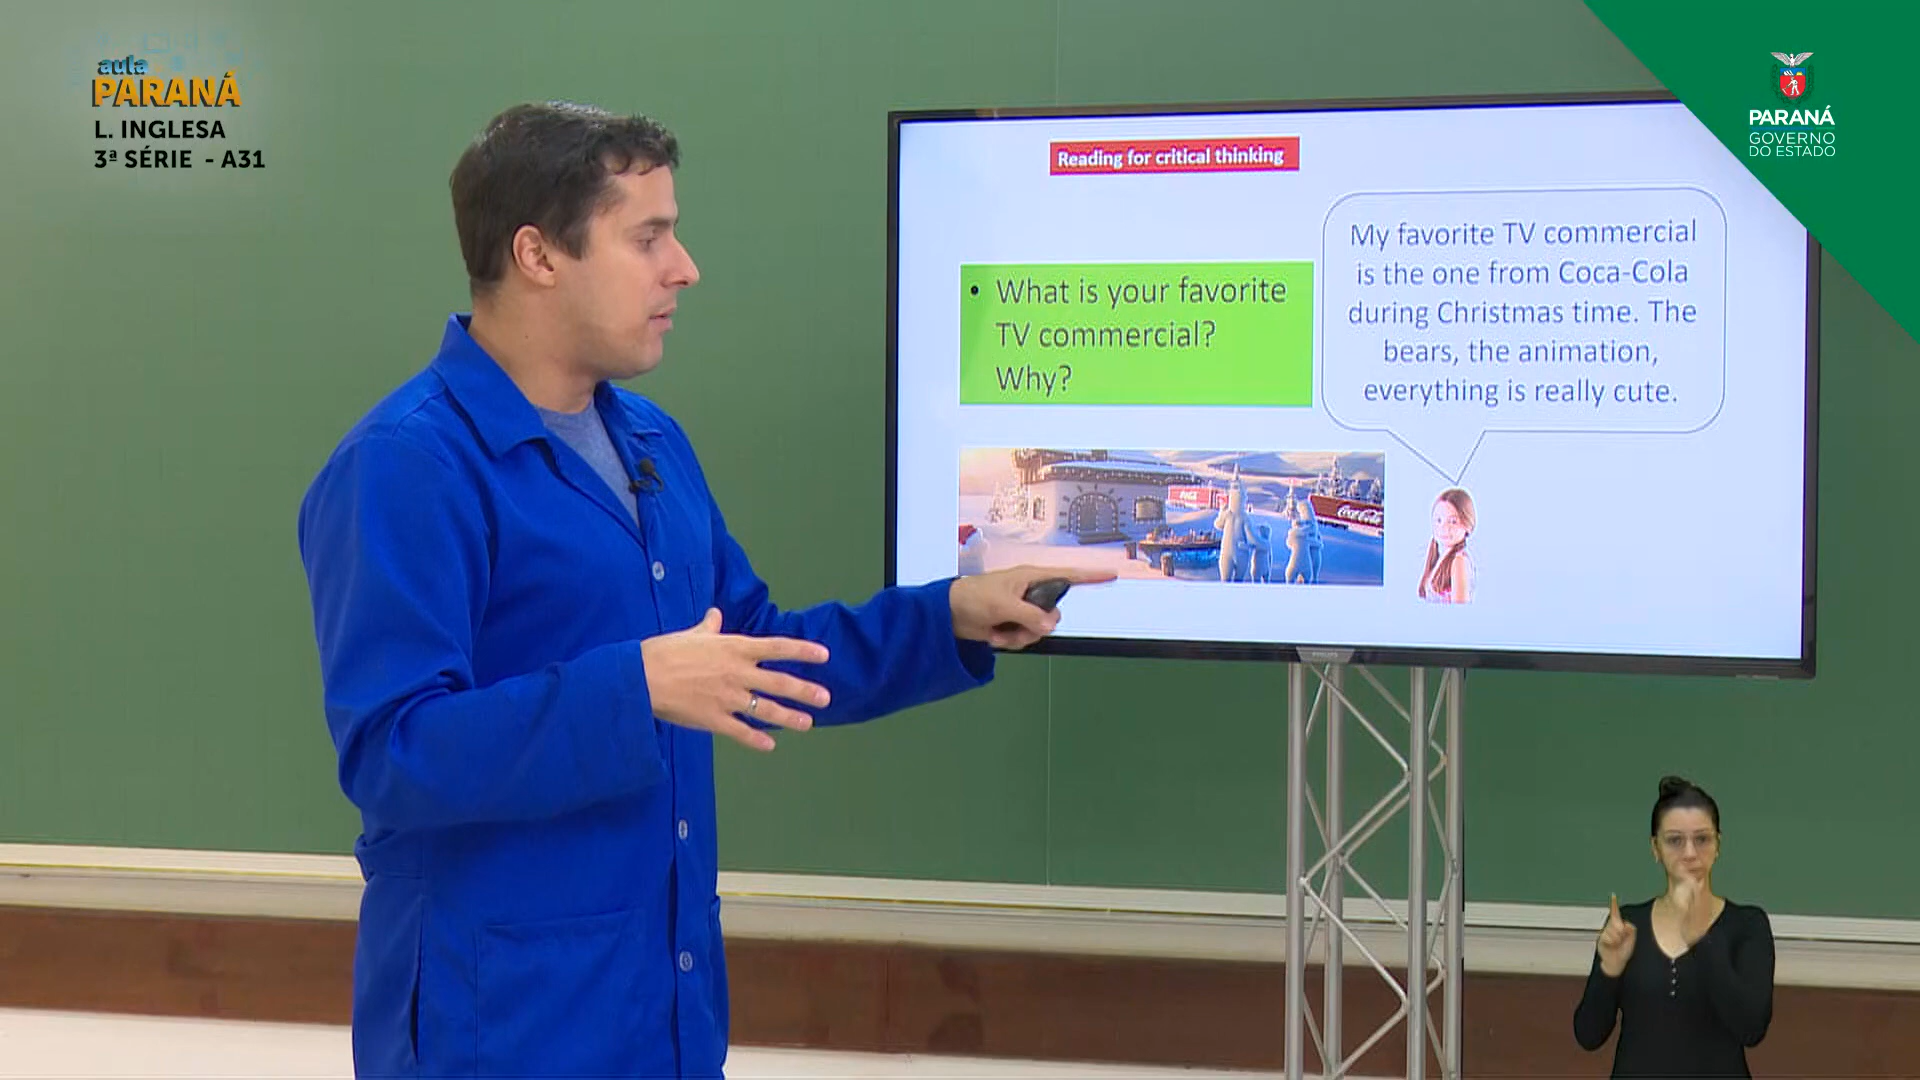 aula
PARANÁ
L. INGLESA
3ª SÉRIE - A31
PARANÁ
GOVERNO
DO ESTADO
Reading for critical thinking
• What is your favorite
TV commercial?
Why?
My favorite TV commercial
is the one from Coca-Cola
during Christmas time. The
bears, the animation,
everything is really cute.
Coca-Cola
PHILIPS